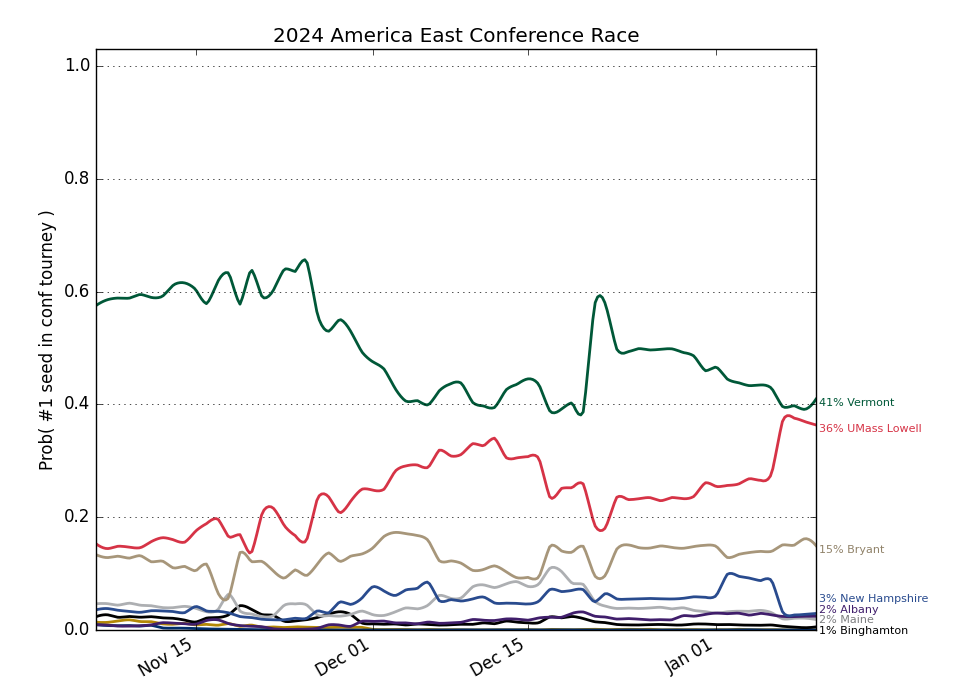 2024 America East Conference Race
Prob( #1 seed in conf tourney )
1.0
0.8
0.6
0.4
0.2
0.0
Nov 15
Dec 01
Dec 15
Jan 01
41% Vermont
36% UMass Lowell
15% Bryant
3% New Hampshire
2% Albany
2% Maine
1% Binghamton